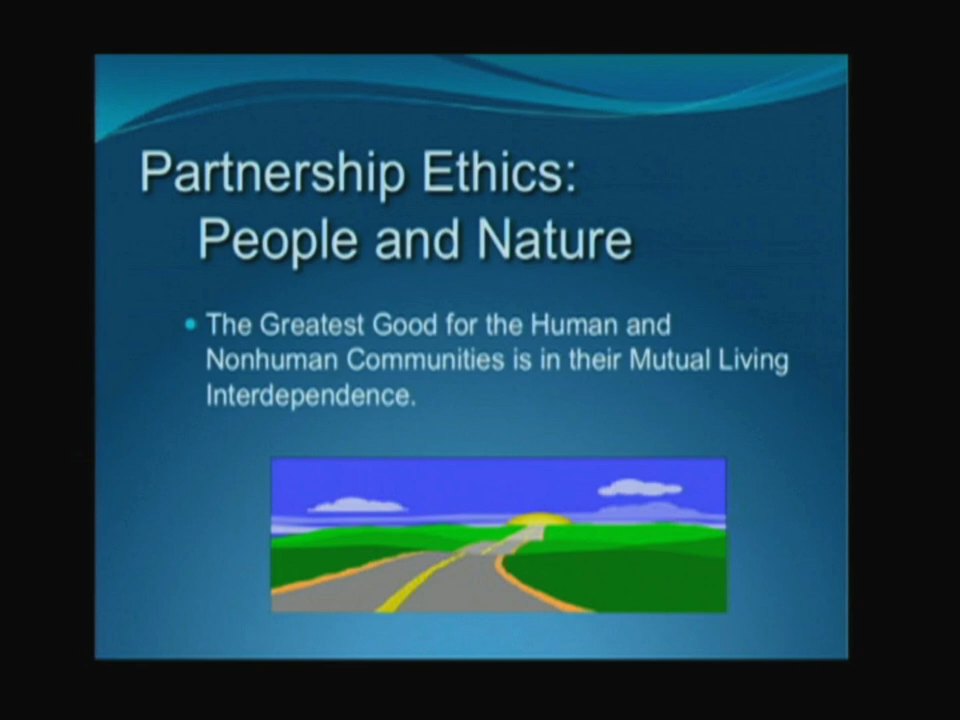 Partnership Ethics:
People and Nature
• The Greatest Good for the Human and
Nonhuman Communities is in their Mutual Living
Interdependence.